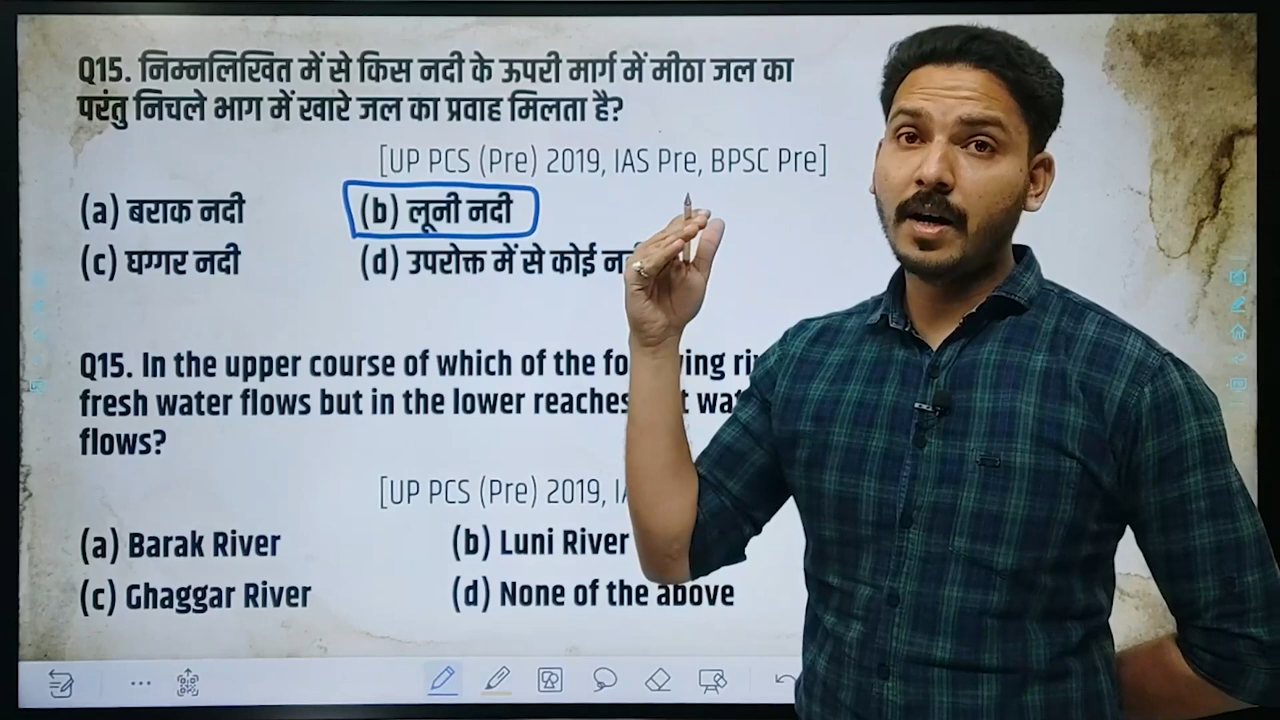 Q15. निम्नलिखित में से किस नदी के ऊपरी मार्ग में मीठा जल का
परंतु निचले भाग में खारे जल का प्रवाह मिलता है?
[UP PCS (Pre) 2019, IAS Pre, BPSC Pre]
(a) बराक नदी (b) लूनी नदी
(c) घग्गर नदी (d) उपरोक्त में से कोई
Q15. In the upper course of which of the
fresh water flows but in the lower reaches
flows?
[UP PCS (Pre) 2019,
(a) Barak River (b) Luni River
(c) Ghaggar River (d) None of the above